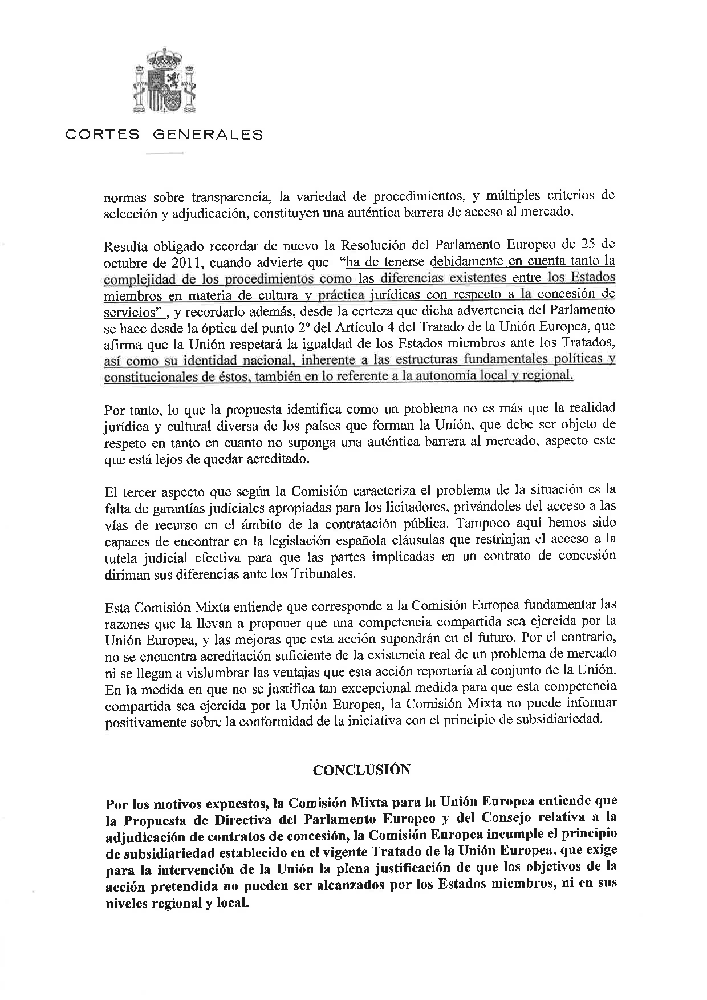 CORTES GENERALES
normas sobre transparencia, la variedad de procedimientos, y múltiples criterios de
selección y adjudicación, constituyen una auténtica barrera de acceso al mercado.
Resulta obligado recordar de nuevo la Resolución del Parlamento Europeo de 25 de
octubre de 2011, cuando advierte que “ha de tenerse debidamente en cuenta tanto la
complejidad de los procedimientos como las diferencias existentes entre los Estados
miembros en materia de cultura y práctica jurídicas con respecto a la concesión de
servicios” , y recordarlo además, desde la certeza que dicha advertencia del Parlamento
se hace desde la óptica del punto 2º del Artículo 4 del Tratado de la Unión Europea, que
afirma que la Unión respetará la igualdad de los Estados miembros ante los Tratados,
así como su identidad nacional, inherente a las estructuras fundamentales políticas y
constitucionales de éstos, también en lo referente a la autonomía local y regional.
Por tanto, lo que la propuesta identifica como un problema no es más que la realidad
jurídica y cultural diversa de los países que forman la Unión, que debe ser objeto de
respeto en tanto en cuanto no suponga una auténtica barrera al mercado, aspecto este
que está lejos de quedar acreditado.
El tercer aspecto que según la Comisión caracteriza el problema de la situación es la
falta de garantías judiciales apropiadas para los licitadores, privándoles del acceso a las
vías de recurso en el ámbito de la contratación pública. Tampoco aquí hemos sido
capaces de encontrar en la legislación española cláusulas que restrinjan el acceso a la
tutela judicial efectiva para que las partes implicadas en un contrato de concesión
diriman sus diferencias ante los Tribunales.
Esta Comisión Mixta entiende que corresponde a la Comisión Europea fundamentar las
razones que la llevan a proponer que una competencia compartida sea ejercida por la
Unión Europea, y las mejoras que esta acción supondrán en el futuro. Por el contrario,
no se encuentra acreditación suficiente de la existencia real de un problema de mercado
ni se llegan a vislumbrar las ventajas que esta acción reportaría al conjunto de la Unión.
En la medida en que no se justifica tan excepcional medida para que esta competencia
compartida sea ejercida por la Unión Europea, la Comisión Mixta no puede informar
positivamente sobre la conformidad de la iniciativa con el principio de subsidiariedad.
CONCLUSIÓN
Por los motivos expuestos, la Comisión Mixta para la Unión Europea entiende que
la Propuesta de Directiva del Parlamento Europeo y del Consejo relativa a la
adjudicación de contratos de concesión, la Comisión Europea incumple el principio
de subsidiariedad establecido en el vigente Tratado de la Unión Europea, que exige
para la intervención de la Unión la plena justificación de que los objetivos de la
acción pretendida no pueden ser alcanzados por los Estados miembros, ni en sus
niveles regional y local.